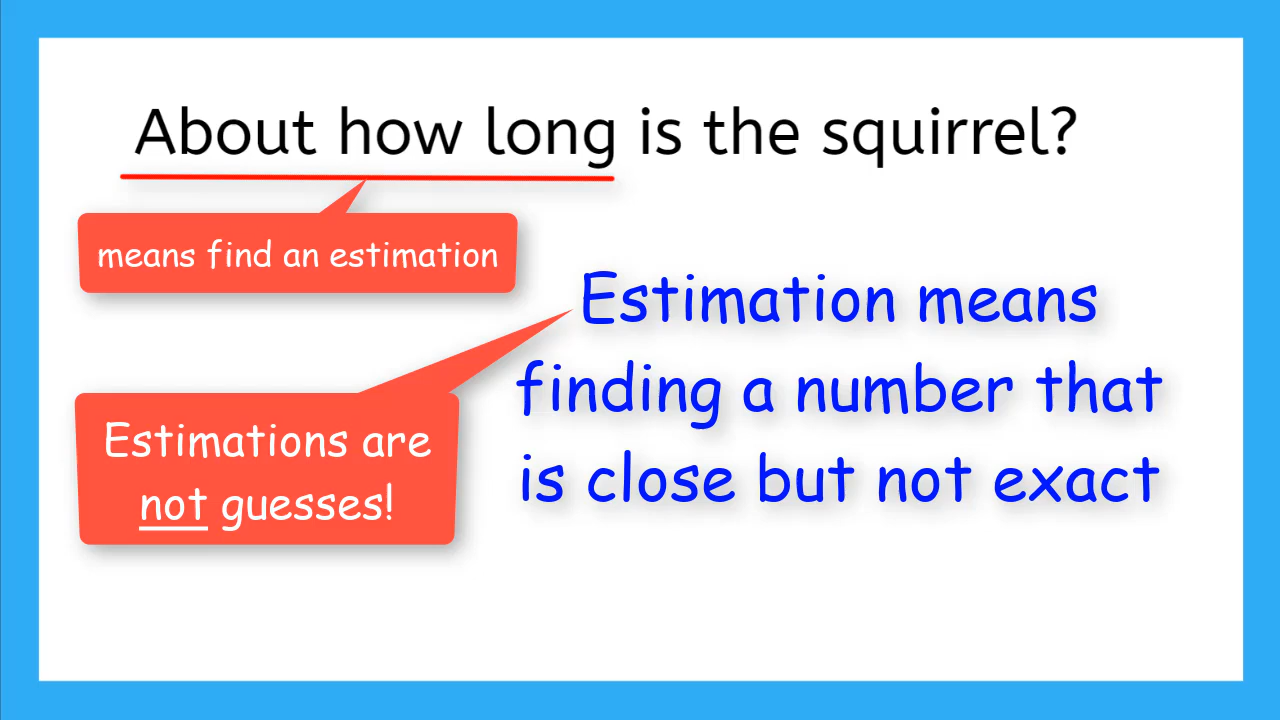 About how long is the squirrel?
means find an estimation
Estimation means
finding a number that
is close but not exact
Estimations are
not guesses!